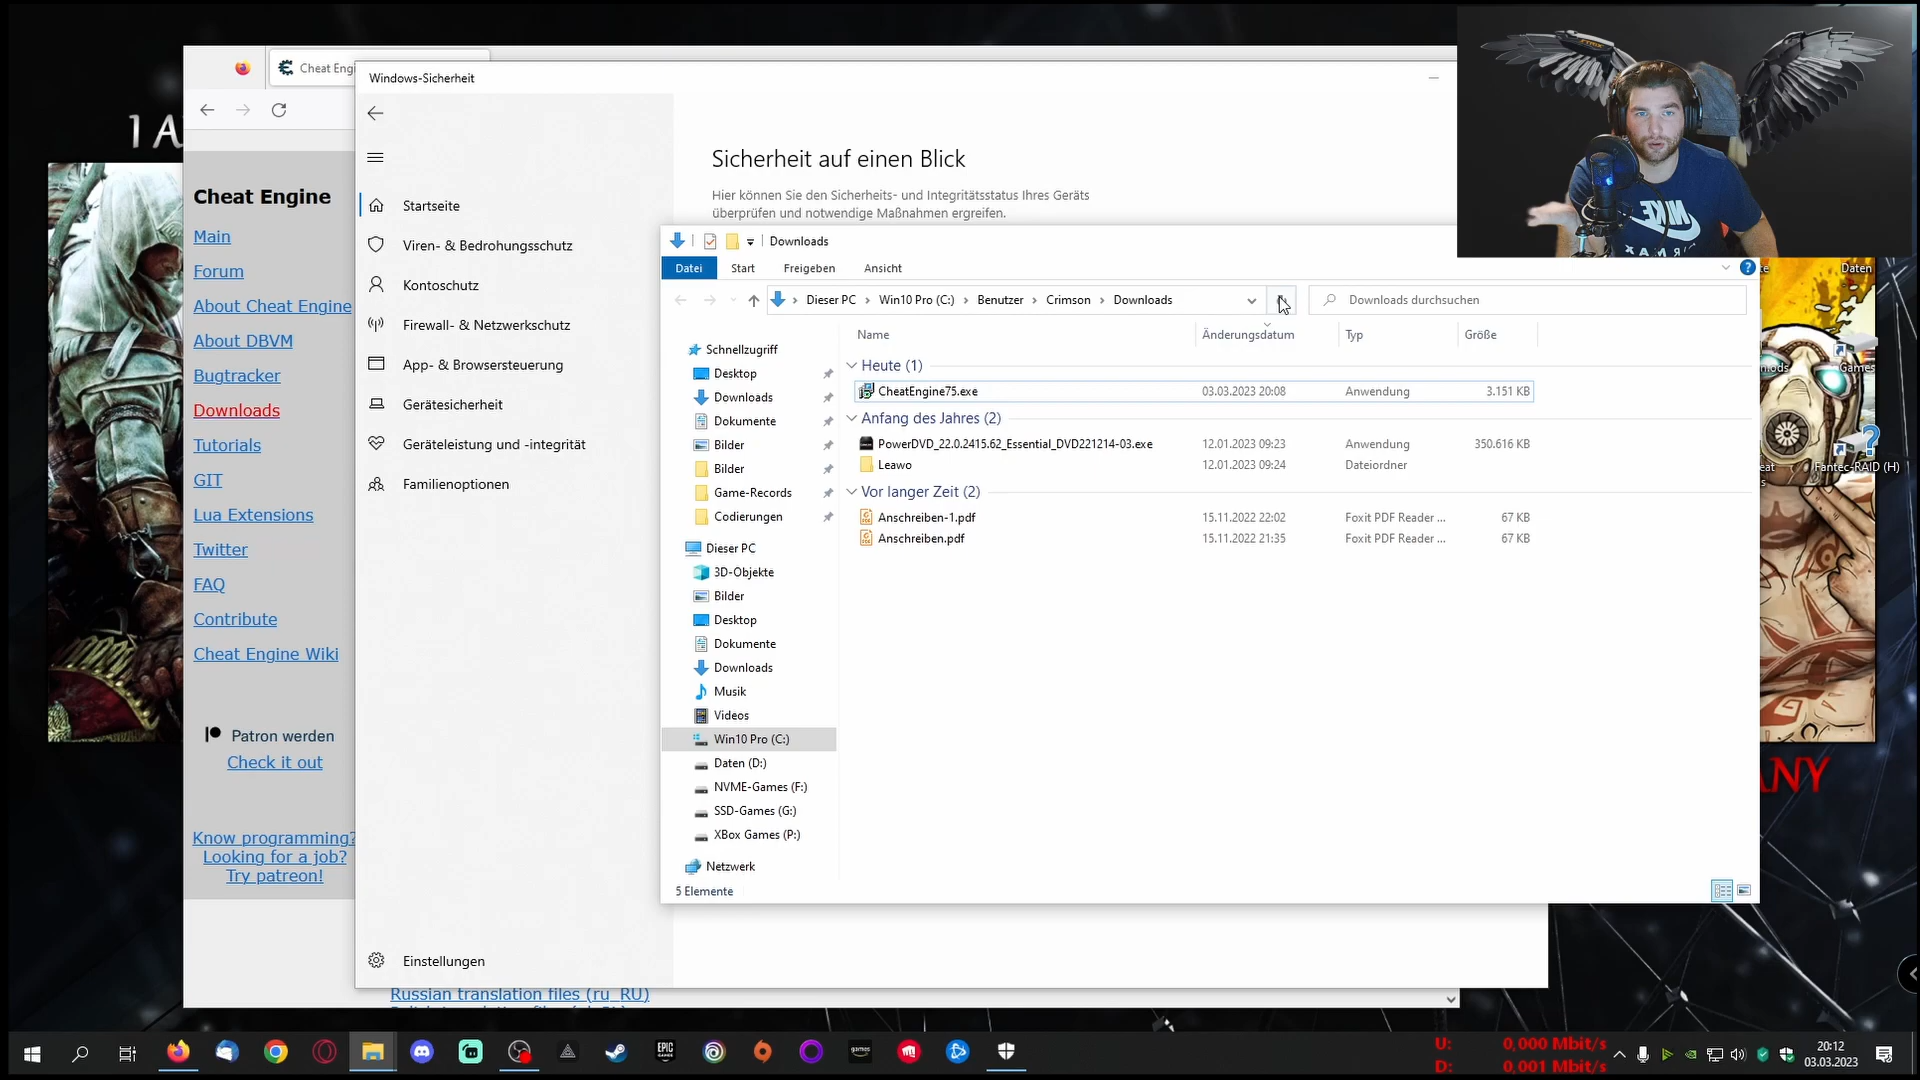 I A
Cheat Engi
Windows-Sicherheit
Cheat Engine
Main
Forum
About Cheat Engine
About DBVM
Bugtracker
Downloads
Tutorials
GIT
Lua Extensions
Twitter
FAQ
Contribute
Cheat Engine Wiki
Patron werden
Check it out
Know programming?
Looking for a job?
Try patreon!
Startseite
Viren- & Bedrohungsschutz
Kontoschutz
Firewall- & Netzwerkschutz
App- & Browsersteuerung
Gerätesicherheit
Geräteleistung und -integrität
Familienoptionen
Einstellungen
Sicherheit auf einen Blick
Hier können Sie den Sicherheits- und Integritätsstatus Ihres Geräts
überprüfen und notwendige Maßnahmen ergreifen.
Downloads
Datei Start Freigeben Ansicht
Dieser PC Win10 Pro (C:) Benutzer Crimson Downloads
Downloads durchsuchen
Schnellzugriff
Desktop
Downloads
Dokumente
Bilder
Bilder
Game-Records
Codierungen
Dieser PC
3D-Objekte
Bilder
Desktop
Dokumente
Downloads
Musik
Videos
Win10 Pro (C:)
Daten (D:)
NVME-Games (F:)
SSD-Games (G:)
XBox Games (P:)
Netzwerk
5 Elemente
Name Änderungsdatum Typ Größe
Heute (1)
CheatEngine75.exe 03.03.2023 20:08 Anwendung 3.151 KB
Anfang des Jahres (2)
PowerDVD_22.0.2415.62_Essential_DVD221214-03.exe 12.01.2023 09:23 Anwendung 350.616 KB
Leawo 12.01.2023 09:24 Dateiordner
Vor langer Zeit (2)
Anschreiben-1.pdf 15.11.2022 22:02 Foxit PDF Reader ... 67 KB
Anschreiben.pdf 15.11.2022 21:35 Foxit PDF Reader ... 67 KB
NIKE
Daten
Games
Fantec-RAID (H)
ANY
Russian translation files (ru_RU)
EPIC
GAMES
U: 0,000 Mbit/s
D: 0,001 Mbit/s
20:12
03.03.2023